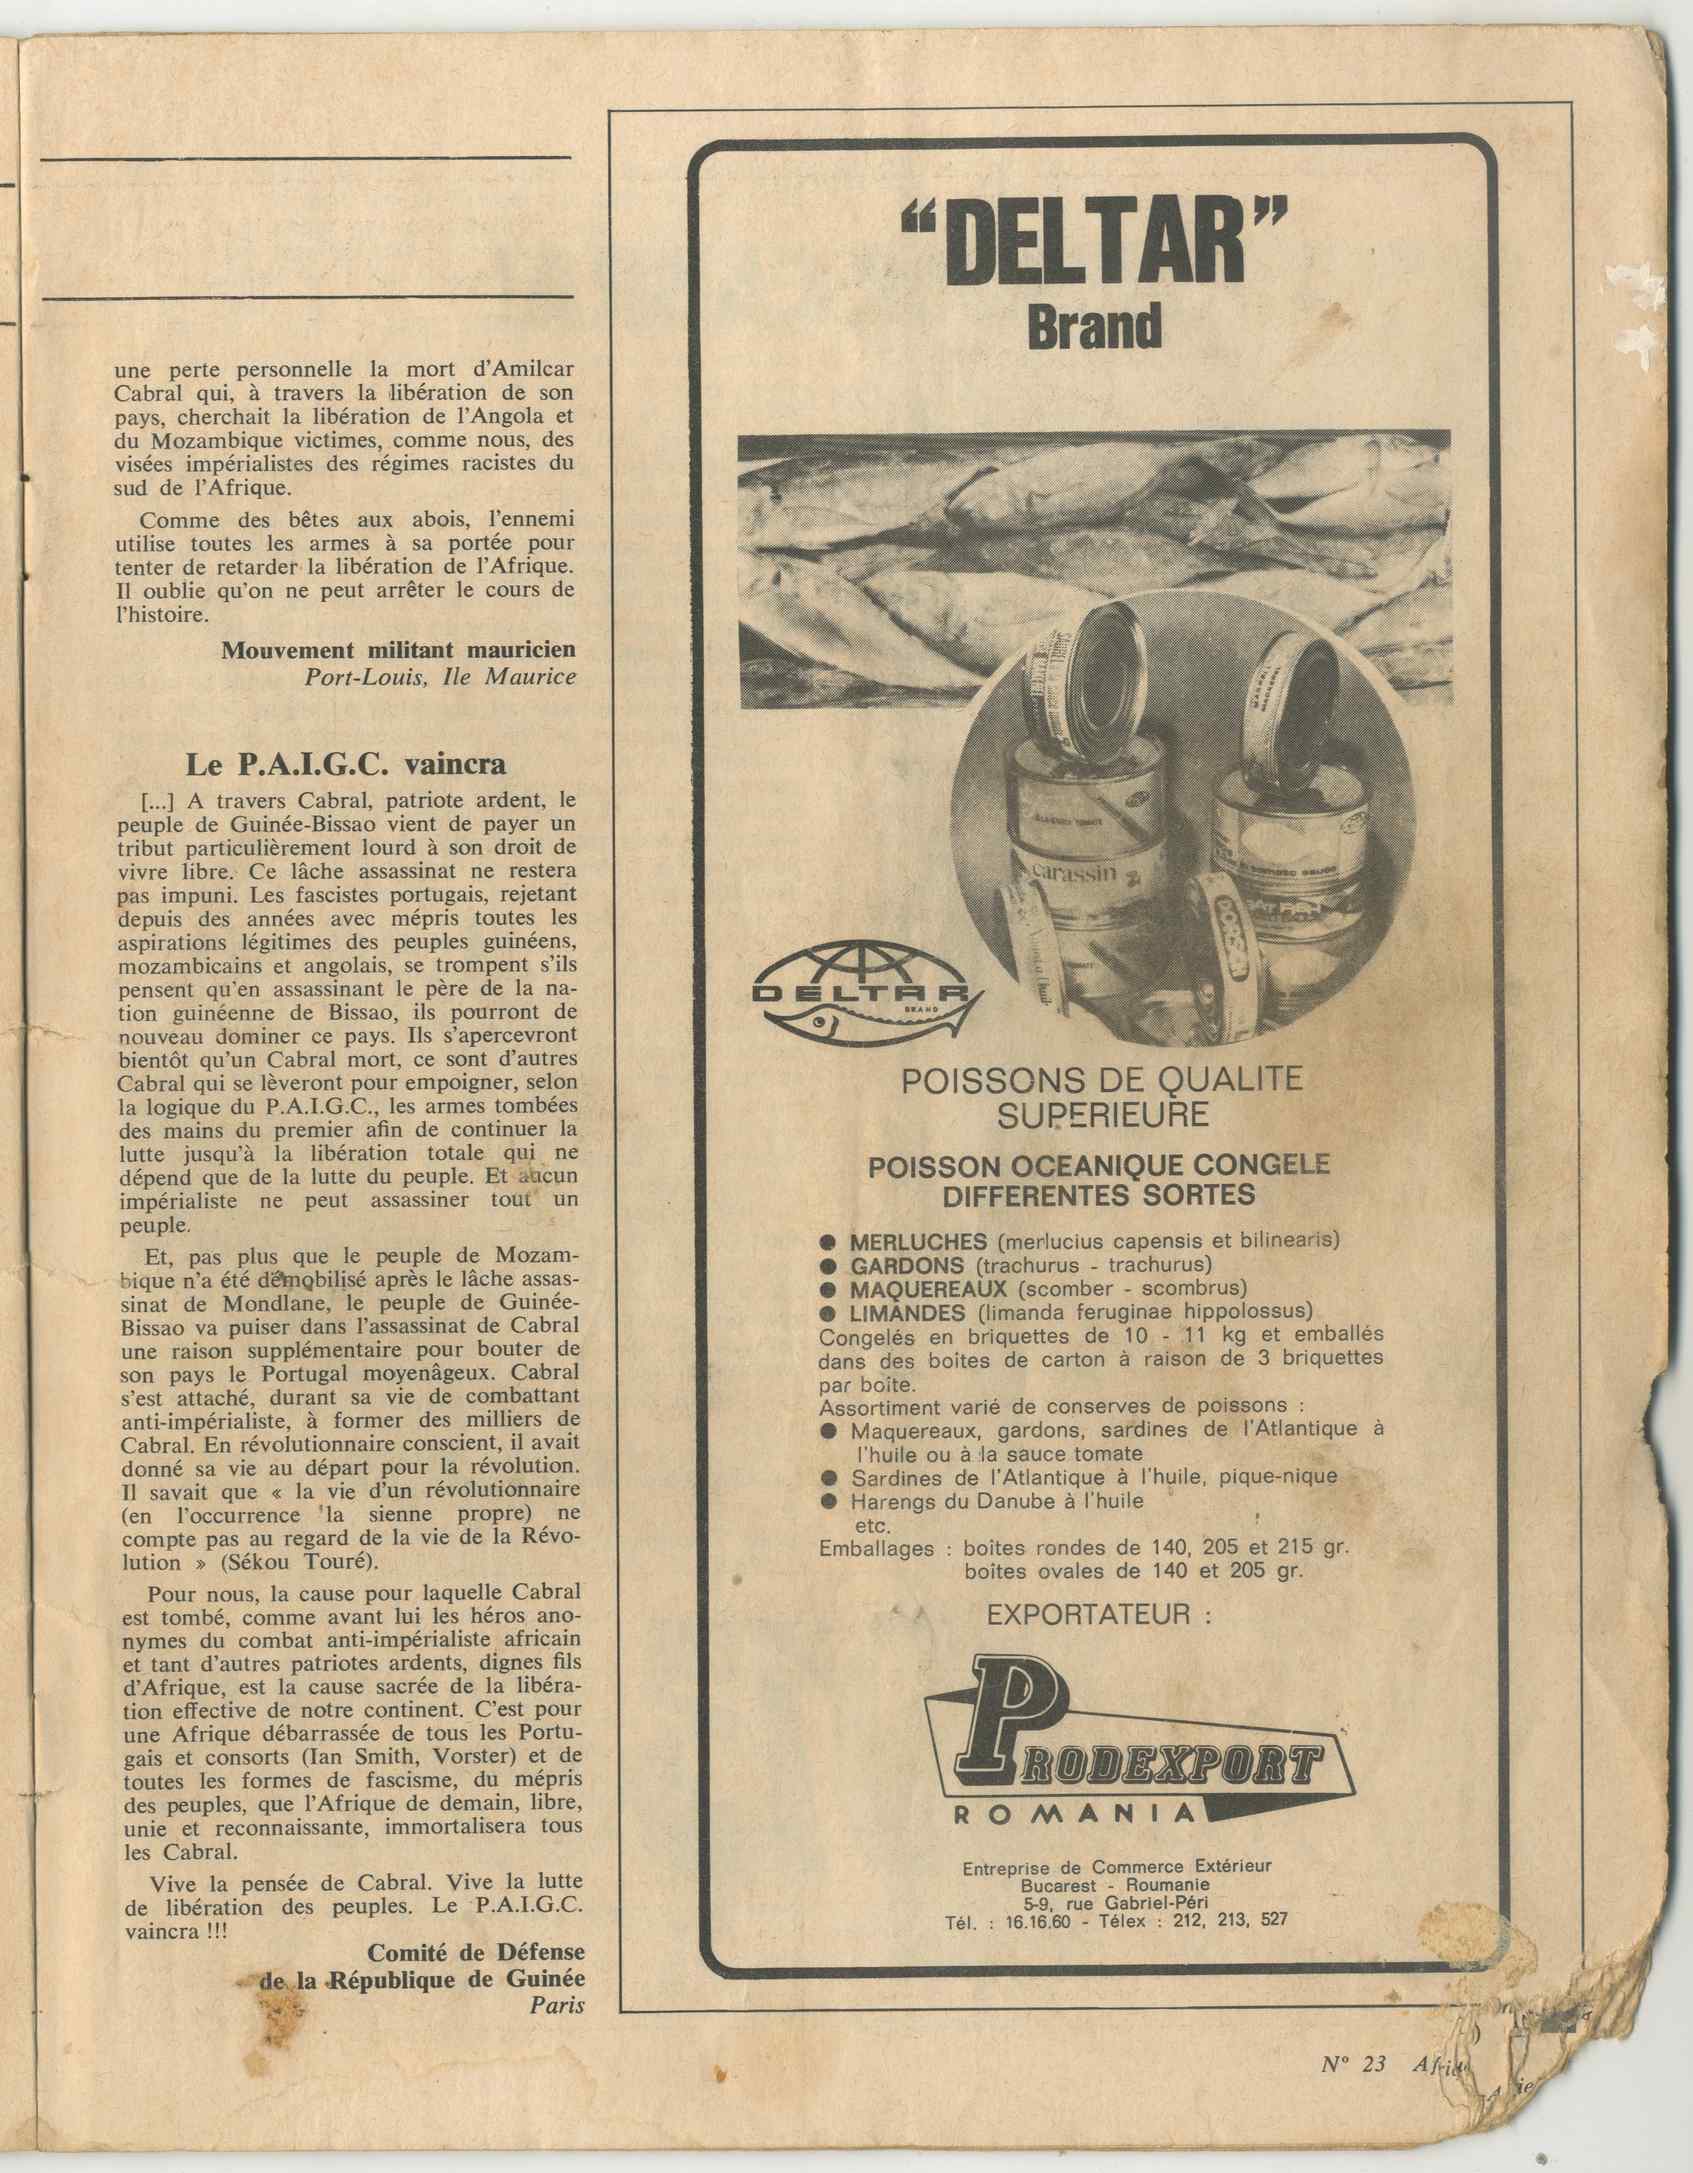 une perte personnelle la mort d'Amilcar
Cabral qui, à travers la libération de son
pays, cherchait la libération de l'Angola et
du Mozambique victimes, comme nous, des
visées impérialistes des régimes racistes du
sud de l'Afrique.
Comme des bêtes aux abois, l'ennemi
utilise toutes les armes à sa portée pour
tenter de retarder la libération de l'Afrique.
Il oublie qu'on ne peut arrêter le cours de
l'histoire.
Mouvement militant mauricien
Port-Louis, Ile Maurice
Le P.A.I.G.C. vaincra
[...] A travers Cabral, patriote ardent, le
peuple de Guinée-Bissao vient de payer un
tribut particulièrement lourd à son droit de
vivre libre. Ce lâche assassinat ne restera
pas impuni. Les fascistes portugais, rejetant
depuis des années avec mépris toutes les
aspirations légitimes des peuples guinéens,
mozambicains et angolais, se trompent s'ils
pensent qu'en assassinant le père de la na-
tion guinéenne de Bissao, ils pourront de
nouveau dominer ce pays. Ils s'apercevront
bientôt qu'un Cabral mort, ce sont d'autres
Cabral qui se lèveront pour empoigner, selon
la logique du P.A.I.G.C., les armes tombées
des mains du premier afin de continuer la
lutte jusqu'à la libération totale qui ne
dépend que de la lutte du peuple. Et aucun
impérialiste ne peut assassiner tout un
peuple.
Et, pas plus que le peuple de Mozam-
bique n'a été démobilisé après le lâche assas-
sinat de Mondlane, le peuple de Guinée-
Bissao va puiser dans l'assassinat de Cabral
une raison supplémentaire pour bouter de
son pays le Portugal moyenâgeux. Cabral
s'est attaché, durant sa vie de combattant
anti-impérialiste, à former des milliers de
Cabral. En révolutionnaire conscient, il avait
donné sa vie au départ pour la révolution.
Il savait que « la vie d'un révolutionnaire
(en l'occurrence la sienne propre) ne
compte pas au regard de la vie de la Révo-
lution » (Sékou Touré).
Pour nous, la cause pour laquelle Cabral
est tombé, comme avant lui les héros ano-
nymes du combat anti-impérialiste africain
et tant d'autres patriotes ardents, dignes fils
d'Afrique, est la cause sacrée de la libéra-
tion effective de notre continent. C'est pour
une Afrique débarrassée de tous les Portu-
gais et consorts (Ian Smith, Vorster) et de
toutes les formes de fascisme, du mépris
des peuples, que l'Afrique de demain, libre,
unie et reconnaissante, immortalisera tous
les Cabral.
Vive la pensée de Cabral. Vive la lutte
de libération des peuples. Le P.A.I.G.C.
vaincra !!!
Comité de Défense
de la République de Guinée
Paris
“DELTAR”
Brand
carassin
DELTAR
BRAND
POISSONS DE QUALITE
SUPERIEURE
POISSON OCEANIQUE CONGELE
DIFFERENTES SORTES
● MERLUCHES (merlucius capensis et bilinearis)
● GARDONS (trachurus - trachurus)
● MAQUEREAUX (scomber - scombrus)
● LIMANDES (limanda feruginae hippolossus)
Congelés en briquettes de 10 - 11 kg et emballés
dans des boîtes de carton à raison de 3 briquettes
par boîte.
Assortiment varié de conserves de poissons :
● Maquereaux, gardons, sardines de l'Atlantique à
l'huile ou à la sauce tomate
● Sardines de l'Atlantique à l'huile, pique-nique
● Harengs du Danube à l'huile
etc.
Emballages : boîtes rondes de 140, 205 et 215 gr.
boîtes ovales de 140 et 205 gr.
EXPORTATEUR :
PRODEXPORT
ROMANIA
Entreprise de Commerce Extérieur
Bucarest - Roumanie
5-9, rue Gabriel-Péri
Tél. : 16.16.60 - Télex : 212, 213, 527
N° 23